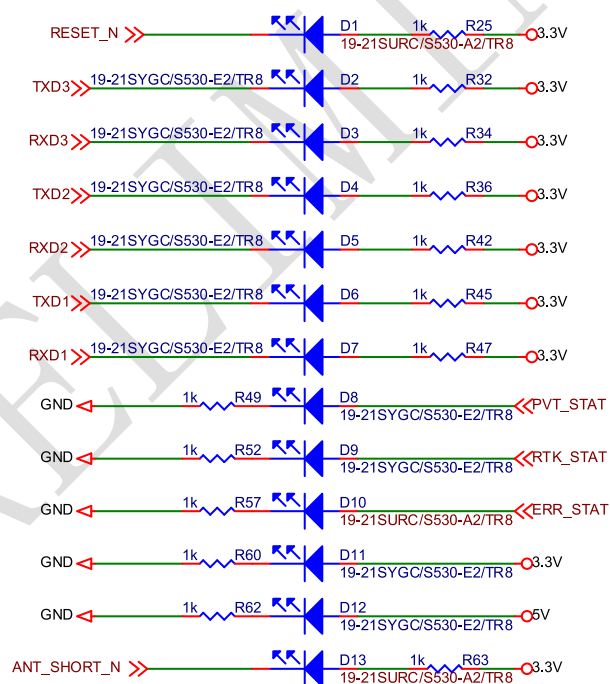 RESET_N D1 1k R25 3.3V
19-21SURC/S530-A2/TR8
TXD3 19-21SYGC/S530-E2/TR8 D2 1k R32 3.3V
RXD3 19-21SYGC/S530-E2/TR8 D3 1k R34 3.3V
TXD2 19-21SYGC/S530-E2/TR8 D4 1k R36 3.3V
RXD2 19-21SYGC/S530-E2/TR8 D5 1k R42 3.3V
TXD1 19-21SYGC/S530-E2/TR8 D6 1k R45 3.3V
RXD1 19-21SYGC/S530-E2/TR8 D7 1k R47 3.3V
GND 1k R49 D8 PVT_STAT
19-21SYGC/S530-E2/TR8
GND 1k R52 D9 RTK_STAT
19-21SYGC/S530-E2/TR8
GND 1k R57 D10 ERR_STAT
19-21SURC/S530-A2/TR8
GND 1k R60 D11 3.3V
19-21SYGC/S530-E2/TR8
GND 1k R62 D12 5V
19-21SYGC/S530-E2/TR8
ANT_SHORT_N D13 1k R63 3.3V
19-21SURC/S530-A2/TR8